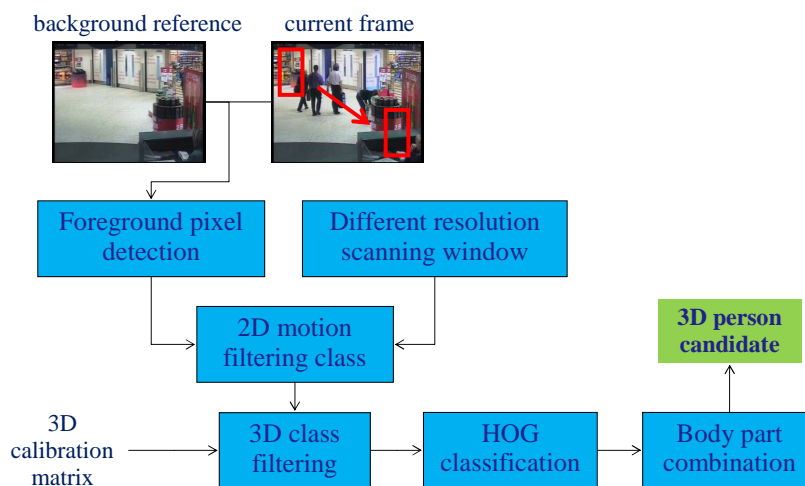 background reference
current frame
Foreground pixel
detection
Different resolution
scanning window
2D motion
filtering class
3D person
candidate
3D
calibration
matrix
3D class
filtering
HOG
classification
Body part
combination